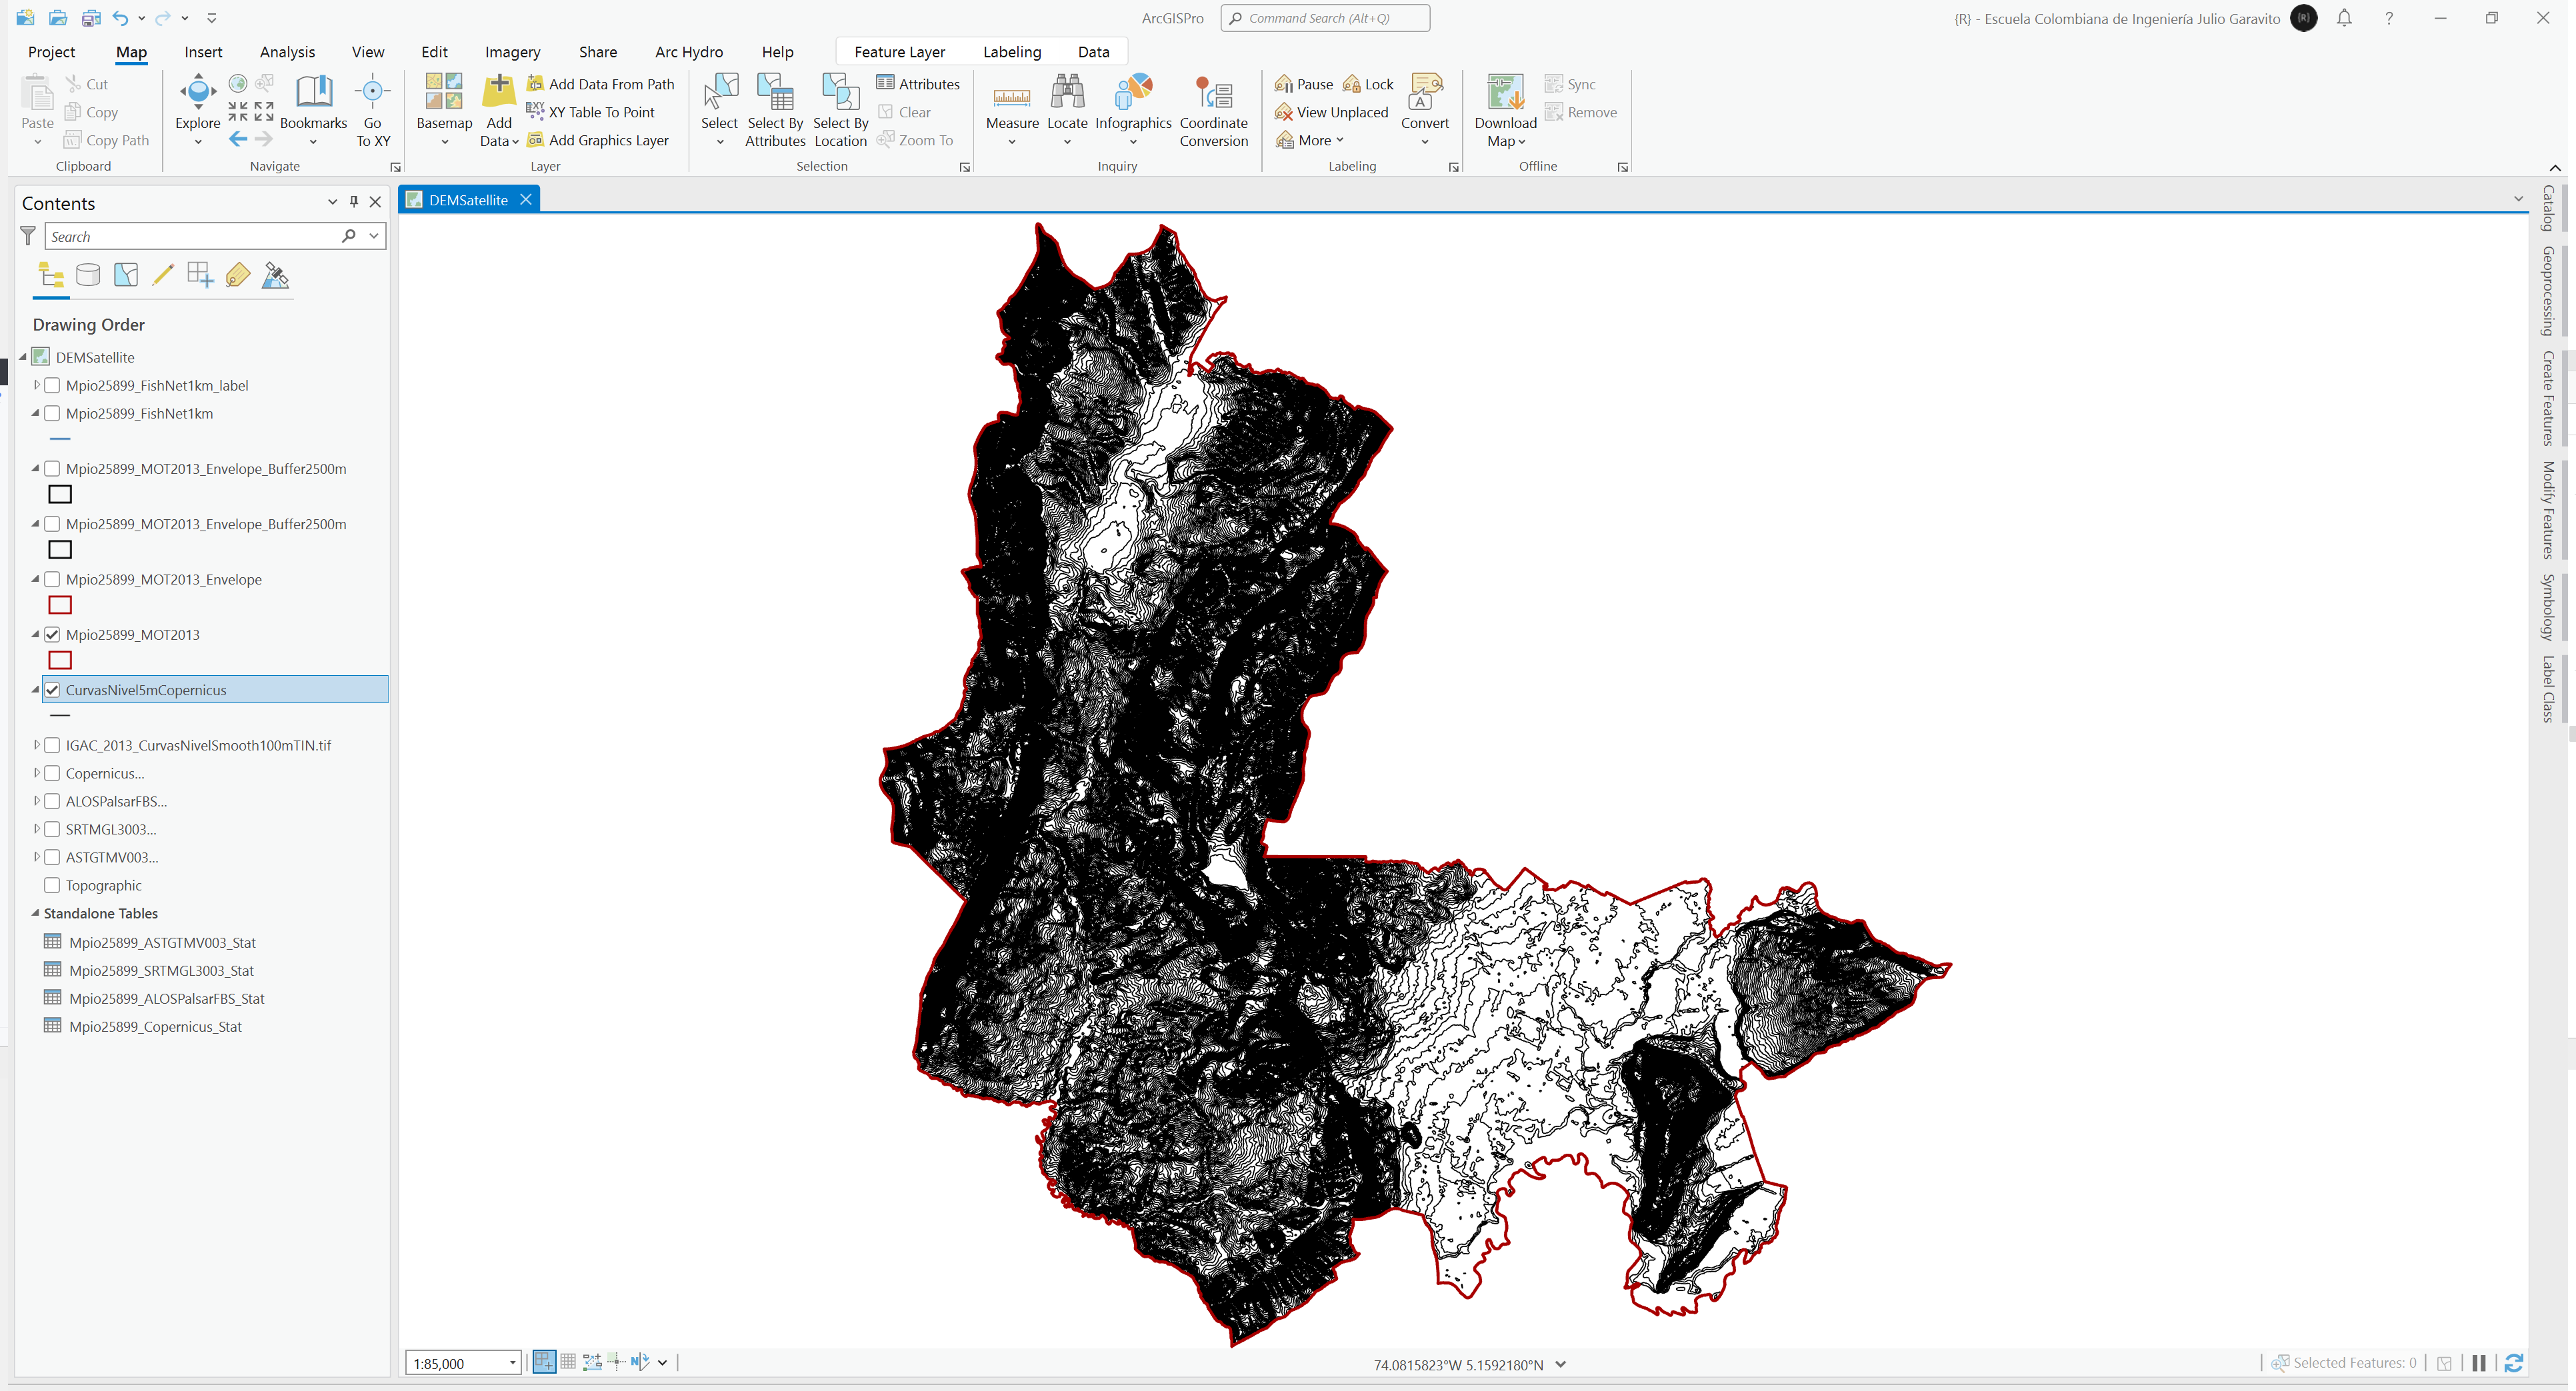 ArcGISPro
Command Search (Alt+Q)
(R) - Escuela Colombiana de Ingeniería Julio Garavito
(R)
?
Project Map Insert Analysis View Edit Imagery Share Arc Hydro Help Feature Layer Labeling Data
Paste
Cut
Copy
Copy Path
Clipboard
Explore
Bookmarks
Go To XY
Navigate
Basemap
Add Data
Add Data From Path
XY Table To Point
Add Graphics Layer
Layer
Select
Select By Attributes
Select By Location
Attributes
Clear
Zoom To
Selection
Measure
Locate
Infographics
Coordinate Conversion
Inquiry
Pause
Lock
View Unplaced
More
Convert
Labeling
Download Map
Sync
Remove
Offline
Contents
Search
Drawing Order
DEMSatellite
Mpio25899_FishNet1km_label
Mpio25899_FishNet1km
Mpio25899_MOT2013_Envelope_Buffer2500m
Mpio25899_MOT2013_Envelope_Buffer2500m
Mpio25899_MOT2013_Envelope
Mpio25899_MOT2013
CurvasNivel5mCopernicus
IGAC_2013_CurvasNivelSmooth100mTIN.tif
Copernicus...
ALOSPalsarFBS...
SRTMGL3003...
ASTGTMV003...
Topographic
Standalone Tables
Mpio25899_ASTGTMV003_Stat
Mpio25899_SRTMGL3003_Stat
Mpio25899_ALOSPalsarFBS_Stat
Mpio25899_Copernicus_Stat
DEMSatellite
Catalog
Geoprocessing
Create Features
Modify Features
Symbology
Label Class
1:85,000
74.0815823°W 5.1592180°N
Selected Features: 0